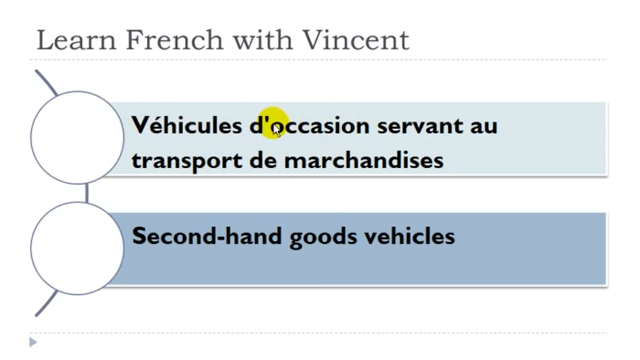 Learn French with Vincent
Véhicules d'occasion servant au
transport de marchandises
Second-hand goods vehicles